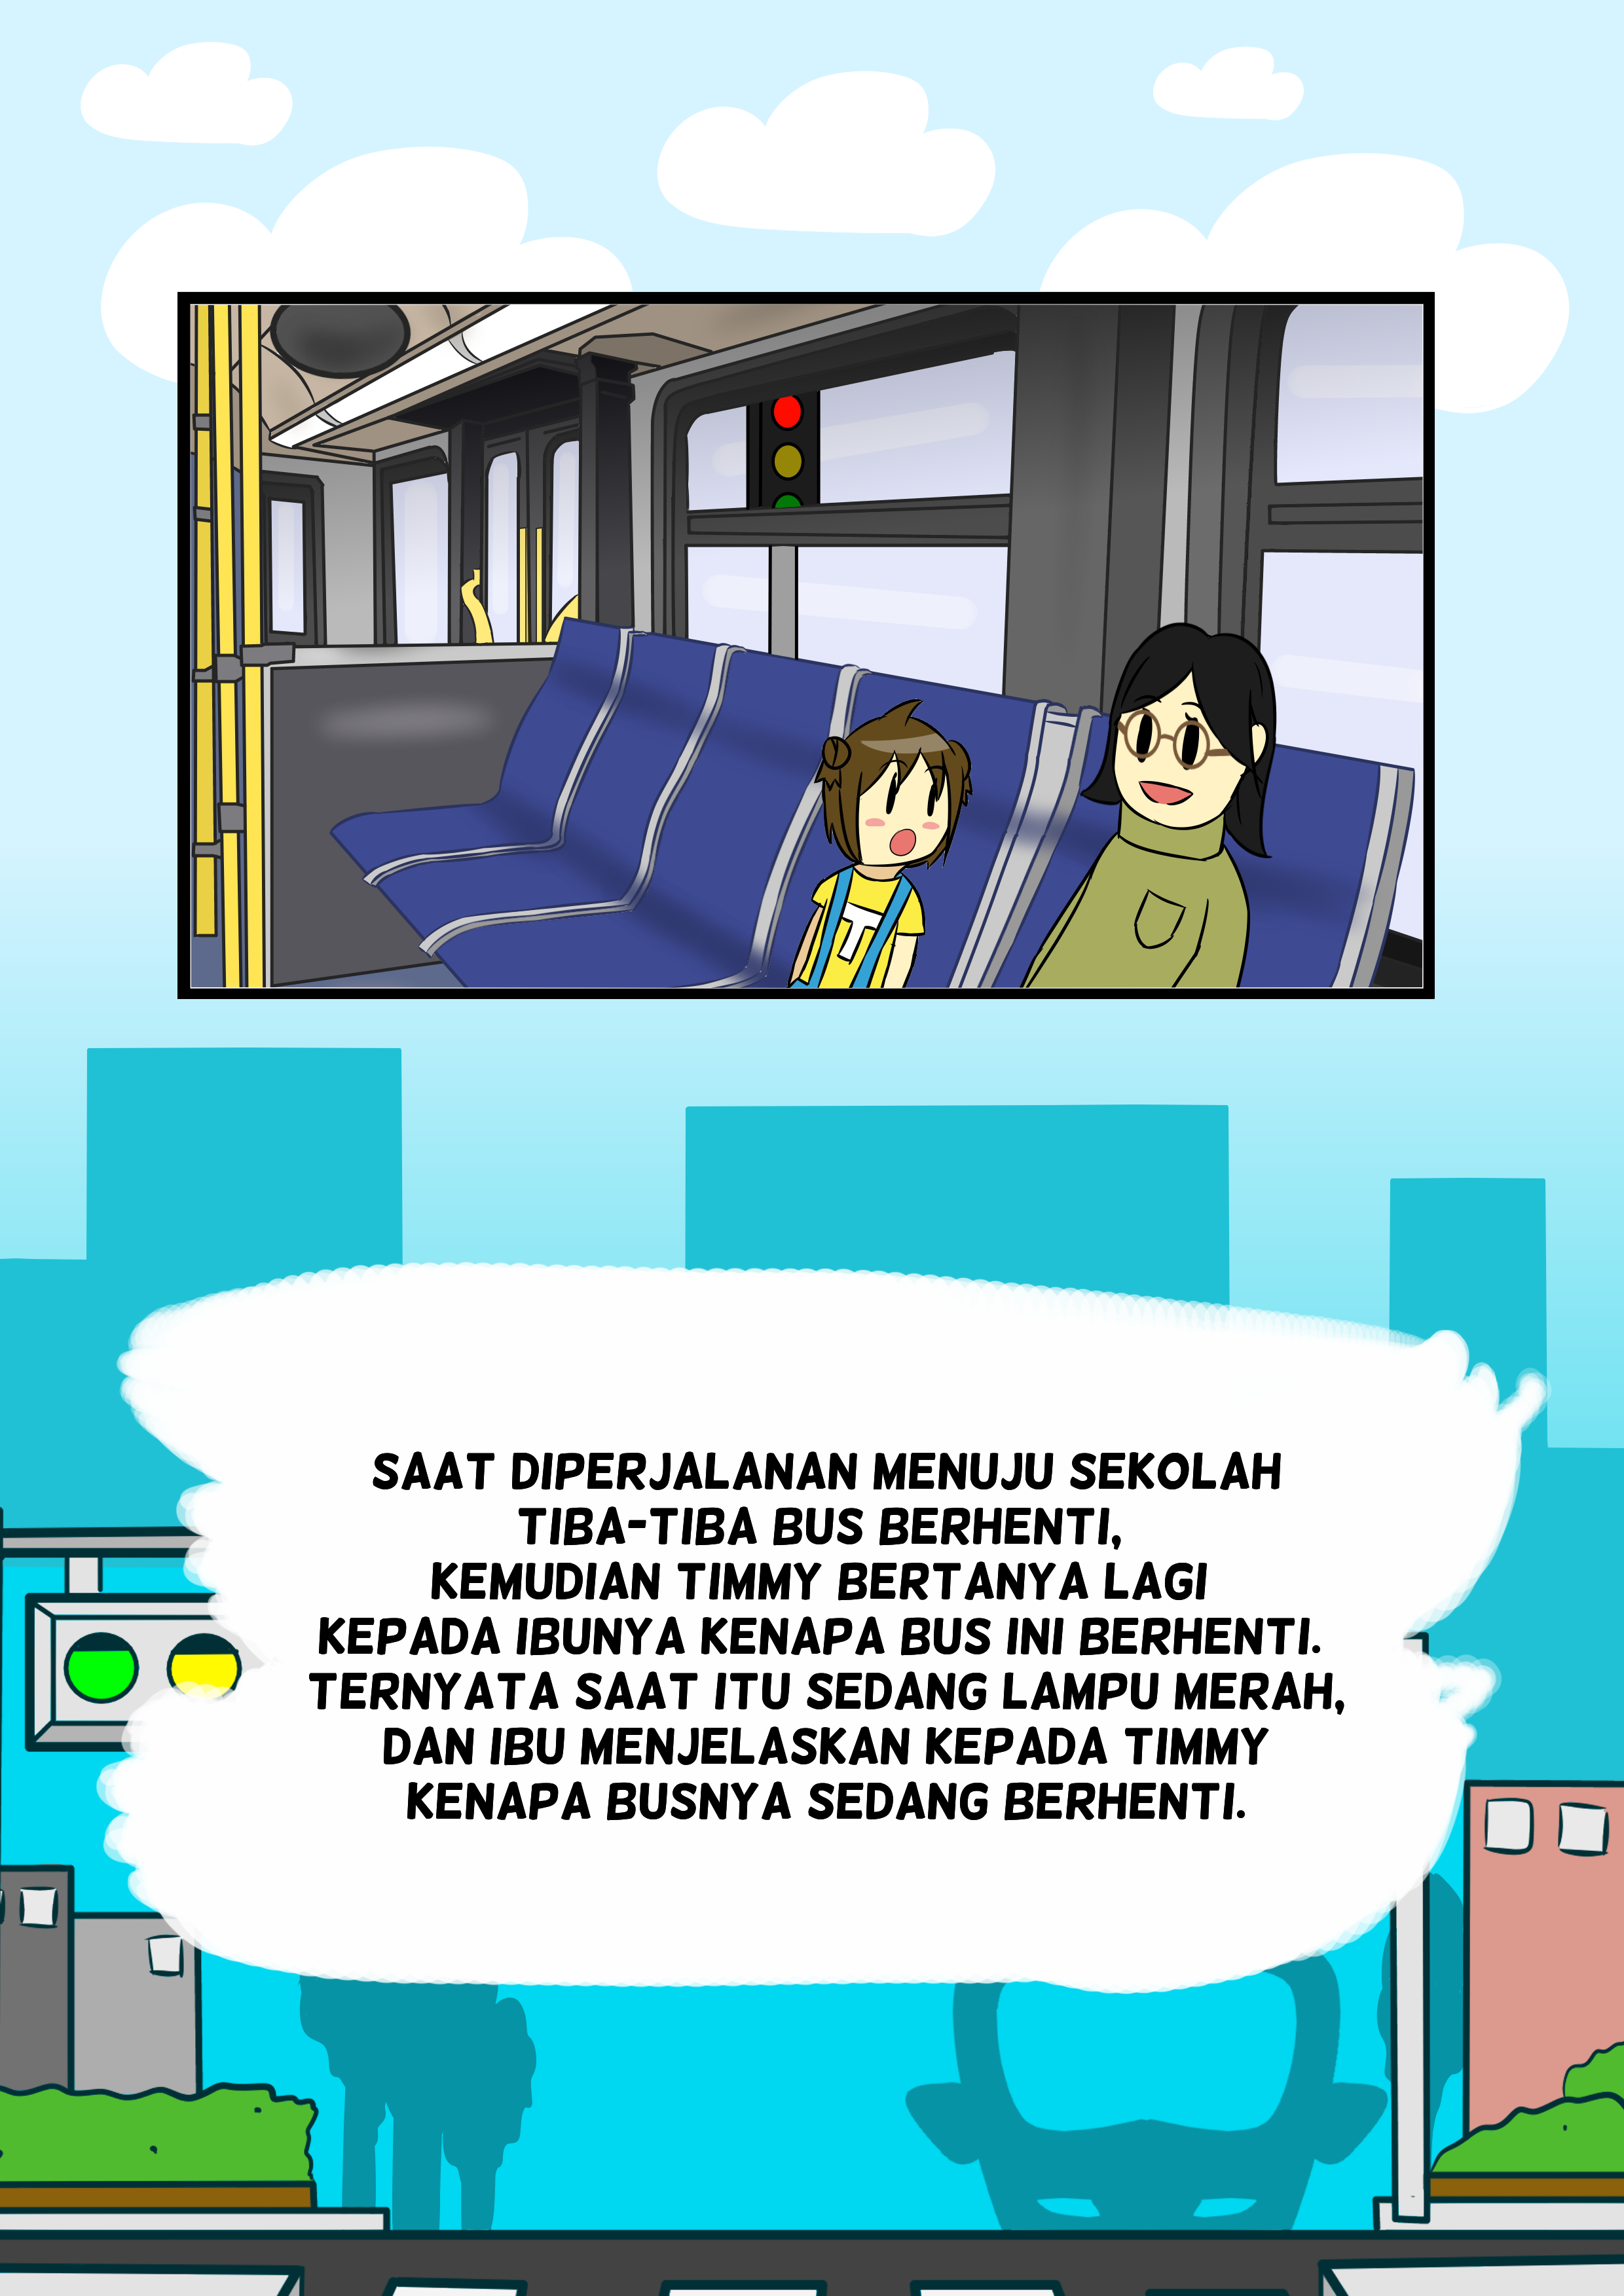 T
SAAT DIPERJALANAN MENUJU SEKOLAH
TIBA-TIBA BUS BERHENTI,
KEMUDIAN TIMMY BERTANYA LAGI
KEPADA IBUNYA KENAPA BUS INI BERHENTI.
TERNYATA SAAT ITU SEDANG LAMPU MERAH,
DAN IBU MENJELASKAN KEPADA TIMMY
KENAPA BUSNYA SEDANG BERHENTI.